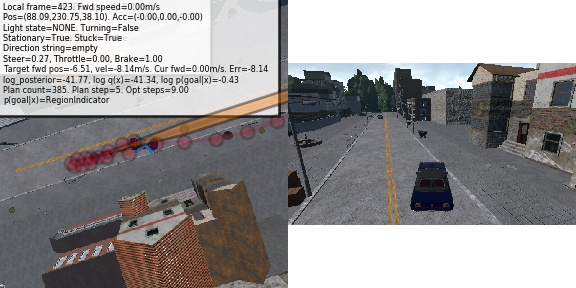 Local frame=423. Fwd speed=0.00m/s
Pos=(88.09,230.75,38.10). Acc=(-0.00,0.00,-0.00)
Light state=NONE. Turning=False
Stationary=True. Stuck=True
Direction string=empty
Steer=0.27, Throttle=0.00, Brake=1.00
Target fwd pos=-6.51, vel=-8.14m/s. Cur fwd=0.00m/s. Err=-8.14
log_posterior=-41.77, log q(x)=-41.34, log p(goal|x)=-0.43
Plan count=385. Plan step=5. Opt steps=9.00
p(goal|x)=RegionIndicator